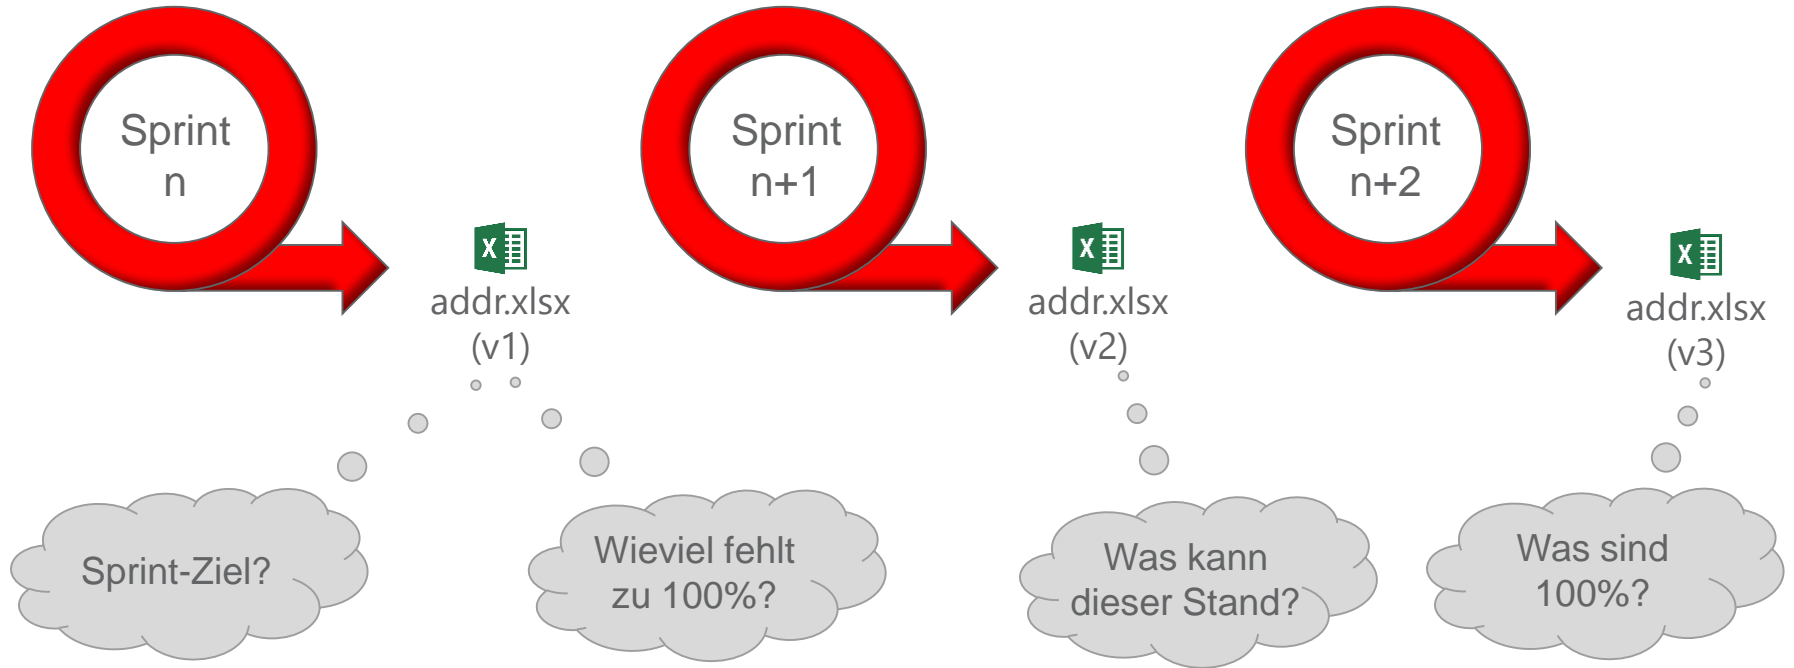 Sprint
n
Sprint
n+1
Sprint
n+2
X
addr.xlsx
(v1)
X
addr.xlsx
(v2)
X
addr.xlsx
(v3)
Sprint-Ziel?
Wieviel fehlt
zu 100%?
Was kann
dieser Stand?
Was sind
100%?